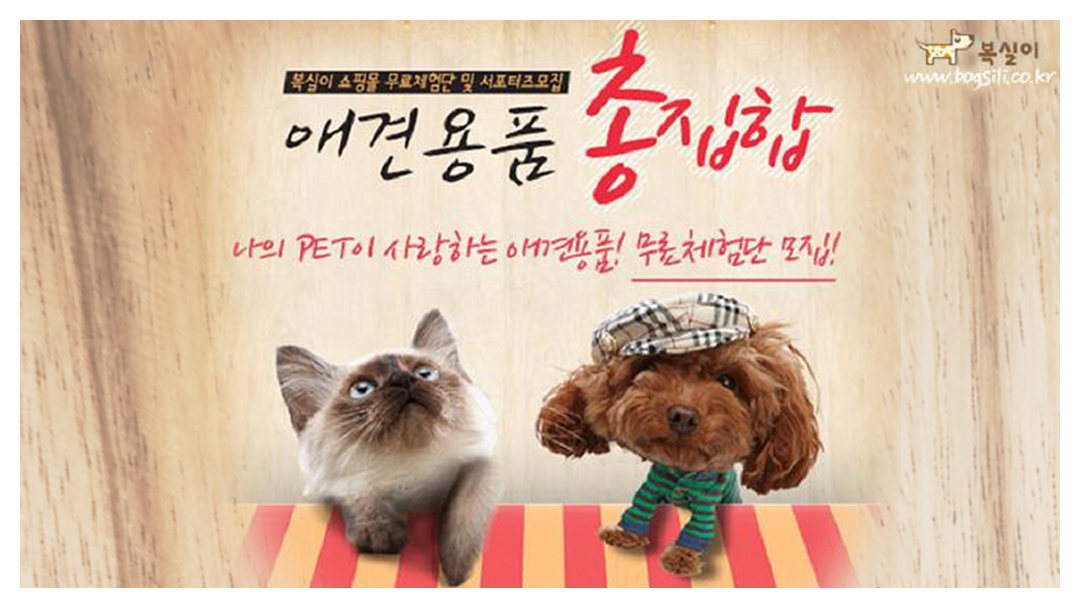 복실이
www.bogsili.co.kr
복실이 쇼핑몰 무료체험단 및 서포터즈모집
애견용품 총집합
나의 PET이 사랑하는 애견용품! 무료체험단 모집!